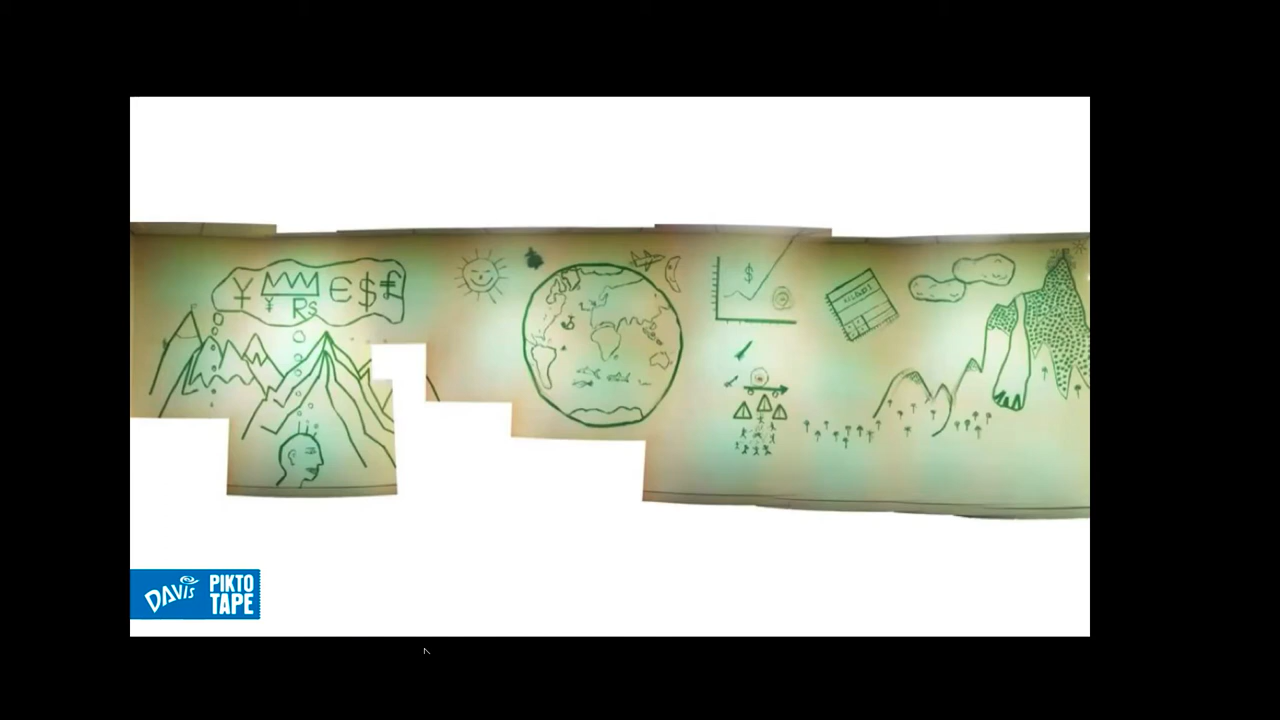 ¥ € $ £
¥ Rs
$
DAVIS PIKTO
TAPE